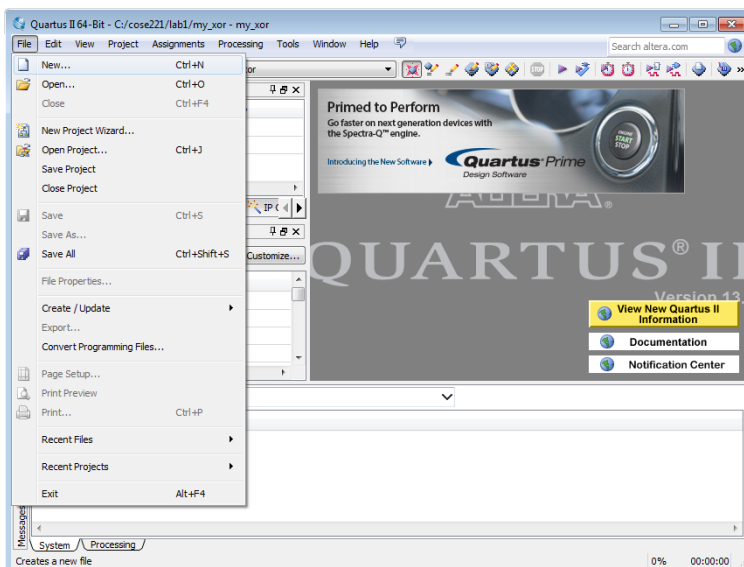 Quartus II 64-Bit - C:/cose221/lab1/my_xor - my_xor
File Edit View Project Assignments Processing Tools Window Help
Search altera.com
New... Ctrl+N
Open... Ctrl+O
Close Ctrl+F4
New Project Wizard...
Open Project... Ctrl+J
Save Project
Close Project
Save Ctrl+S
Save As...
Save All Ctrl+Shift+S
File Properties...
Create / Update
Export...
Convert Programming Files...
Page Setup...
Print Preview
Print... Ctrl+P
Recent Files
Recent Projects
Exit Alt+F4
or
STOP
IP
Customize...
Primed to Perform
Go faster on next generation devices with
the Spectra-Q™ engine.
Introducing the New Software
Quartus Prime
Design Software
ENGINE
START
STOP
ALTERA®
QUARTUS® II
Version 13.
View New Quartus II
Information
Documentation
Notification Center
Messages
System Processing
Creates a new file
0% 00:00:00